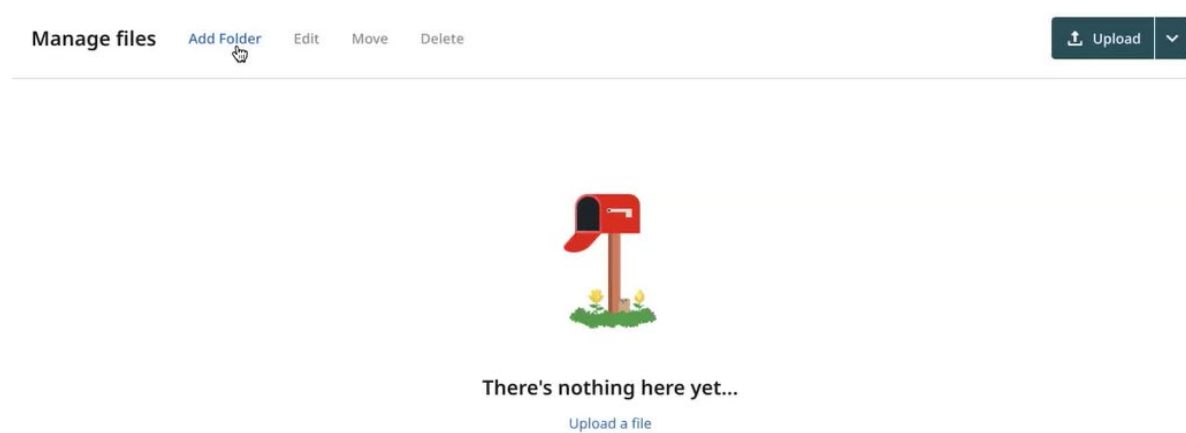 Manage files Add Folder Edit Move Delete Upload
There's nothing here yet...
Upload a file